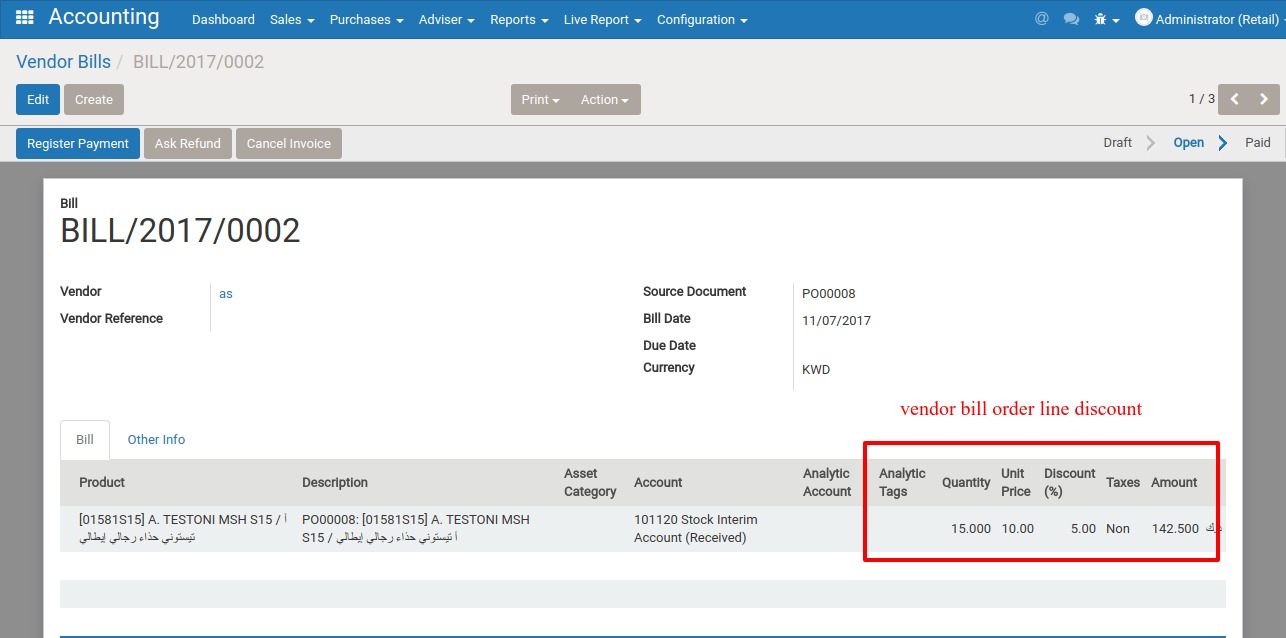 Accounting Dashboard Sales Purchases Adviser Reports Live Report Configuration @ Administrator (Retail)
Vendor Bills / BILL/2017/0002
Edit Create Print Action 1 / 3
Register Payment Ask Refund Cancel Invoice Draft Open Paid
Bill
BILL/2017/0002
Vendor as
Vendor Reference
Source Document PO00008
Bill Date 11/07/2017
Due Date
Currency KWD
vendor bill order line discount
Bill Other Info
Product Description Asset Category Account Analytic Account Analytic Tags Quantity Unit Price Discount (%) Taxes Amount
[01581S15] A. TESTONI MSH S15 / أ PO00008: [01581S15] A. TESTONI MSH 101120 Stock Interim 15.000 10.00 5.00 Non 142.500
تيستوني حذاء رجالي إيطالي S15 / أ تيستوني حذاء رجالي إيطالي Account (Received)